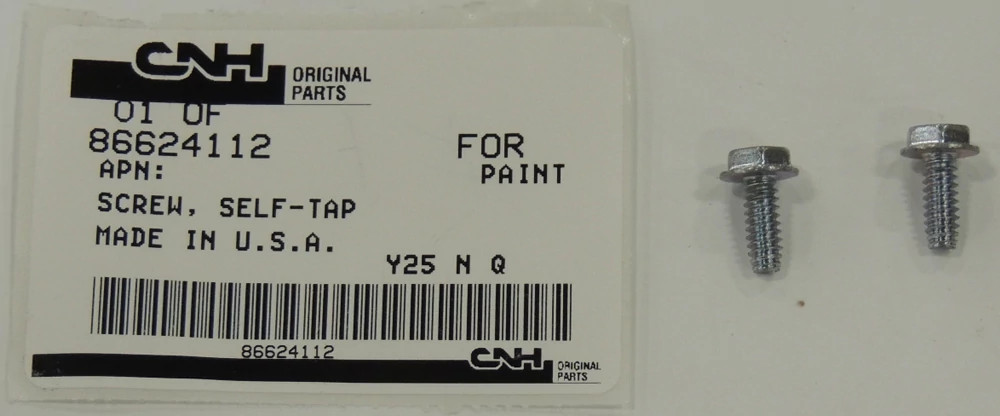 CNH ORIGINAL
PARTS
01 OF
86624112 FOR
APN: PAINT
SCREW, SELF-TAP
MADE IN U.S.A.
Y25 N Q
86624112
CNH ORIGINAL
PARTS